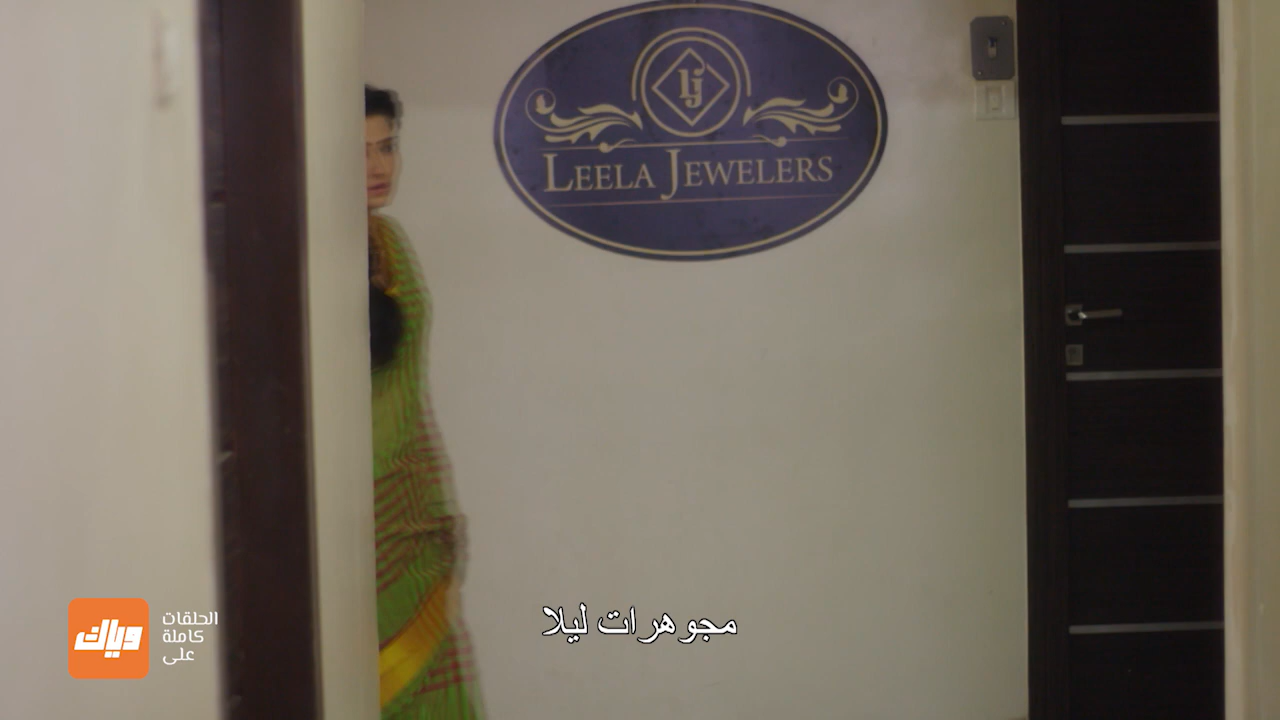 lj
LEELA JEWELERS
مجوهرات ليلا
وياك
الحلقات
كاملة
على